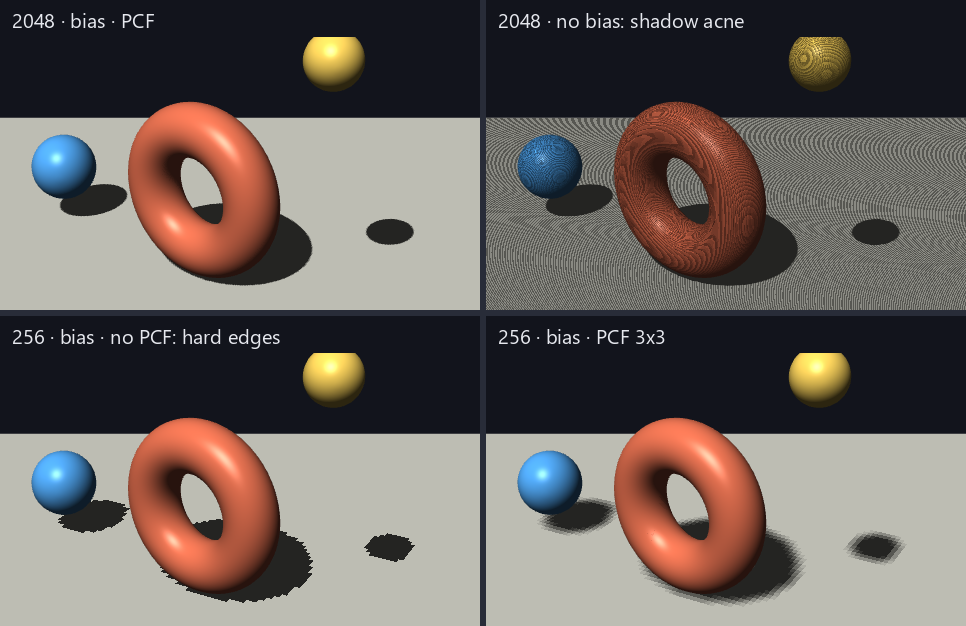 2048 · bias · PCF
2048 · no bias: shadow acne
256 · bias · no PCF: hard edges
256 · bias · PCF 3x3